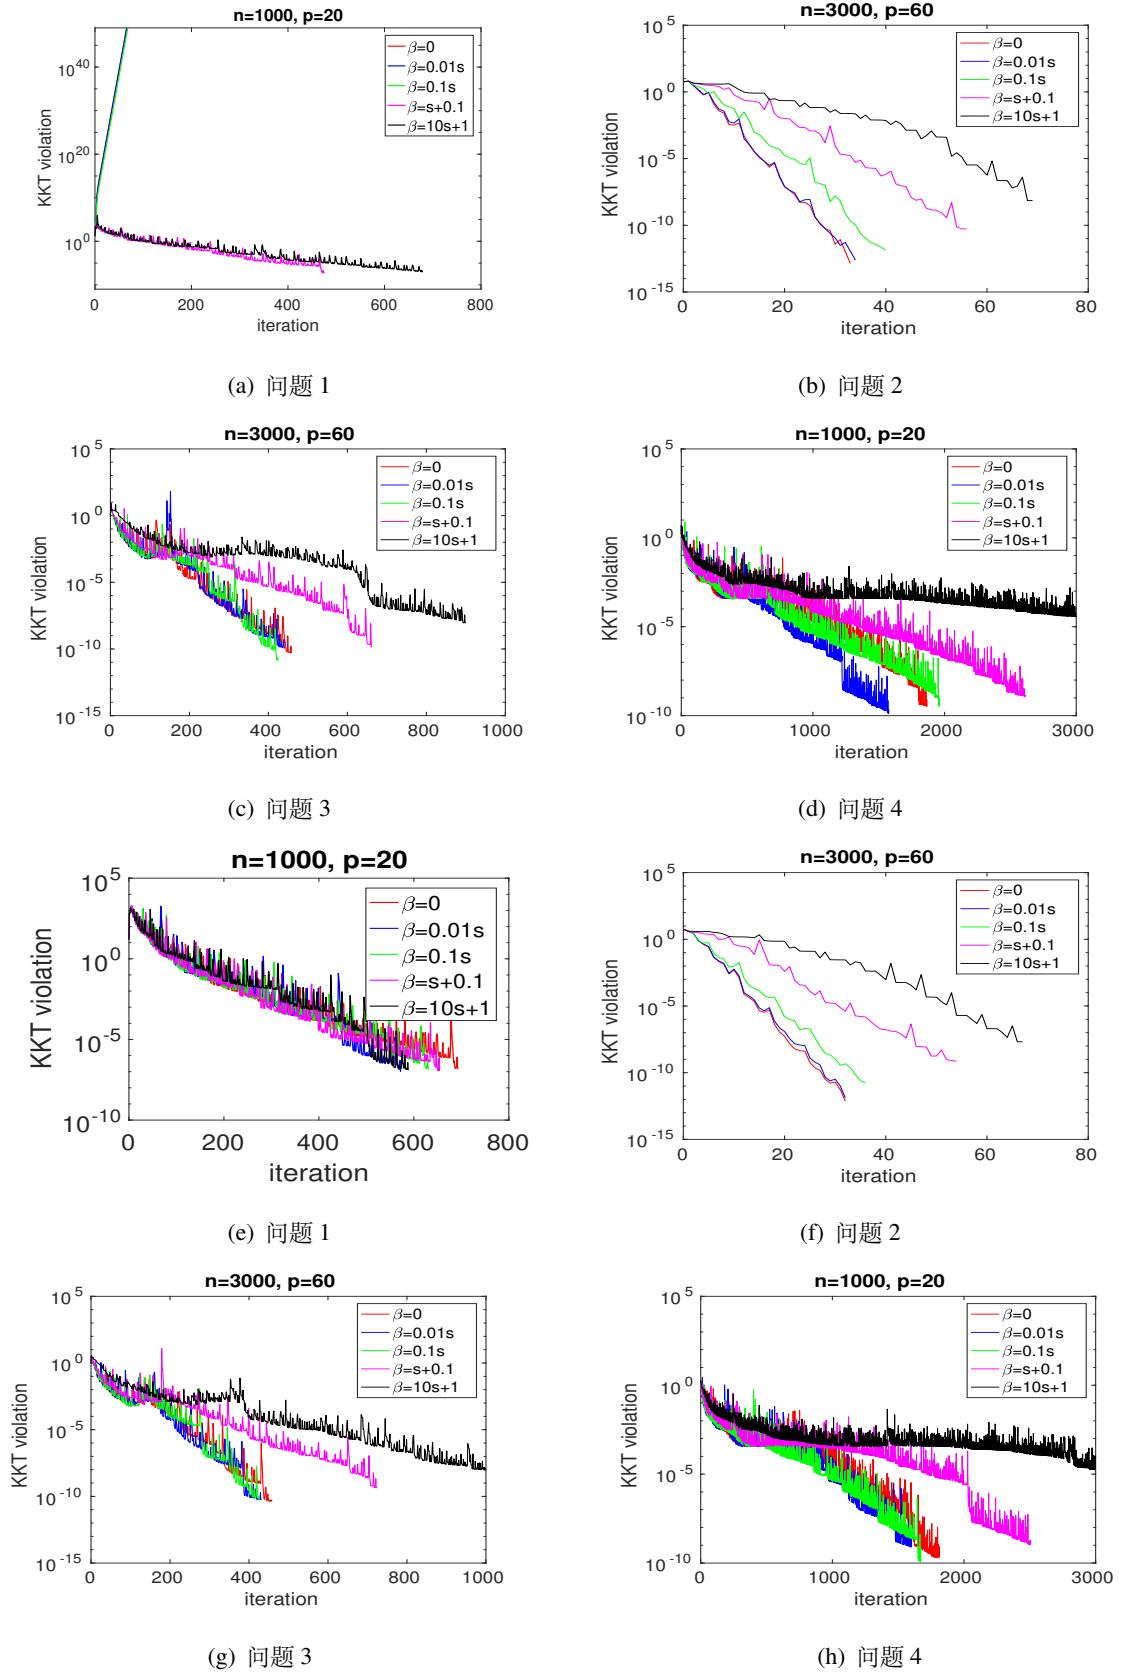 n=1000, p=20
KKT violation
10^40
10^20
10^0
0 200 400 600 800
iteration
β=0
β=0.01s
β=0.1s
β=s+0.1
β=10s+1
(a) 问题 1
n=3000, p=60
KKT violation
10^5
10^0
10^-5
10^-10
10^-15
0 20 40 60 80
iteration
β=0
β=0.01s
β=0.1s
β=s+0.1
β=10s+1
(b) 问题 2
n=3000, p=60
KKT violation
10^5
10^0
10^-5
10^-10
10^-15
0 200 400 600 800 1000
iteration
β=0
β=0.01s
β=0.1s
β=s+0.1
β=10s+1
(c) 问题 3
n=1000, p=20
KKT violation
10^5
10^0
10^-5
10^-10
0 1000 2000 3000
iteration
β=0
β=0.01s
β=0.1s
β=s+0.1
β=10s+1
(d) 问题 4
n=1000, p=20
KKT violation
10^5
10^0
10^-5
10^-10
0 200 400 600 800
iteration
β=0
β=0.01s
β=0.1s
β=s+0.1
β=10s+1
(e) 问题 1
n=3000, p=60
KKT violation
10^5
10^0
10^-5
10^-10
10^-15
0 20 40 60 80
iteration
β=0
β=0.01s
β=0.1s
β=s+0.1
β=10s+1
(f) 问题 2
n=3000, p=60
KKT violation
10^5
10^0
10^-5
10^-10
10^-15
0 200 400 600 800 1000
iteration
β=0
β=0.01s
β=0.1s
β=s+0.1
β=10s+1
(g) 问题 3
n=1000, p=20
KKT violation
10^5
10^0
10^-5
10^-10
0 1000 2000 3000
iteration
β=0
β=0.01s
β=0.1s
β=s+0.1
β=10s+1
(h) 问题 4